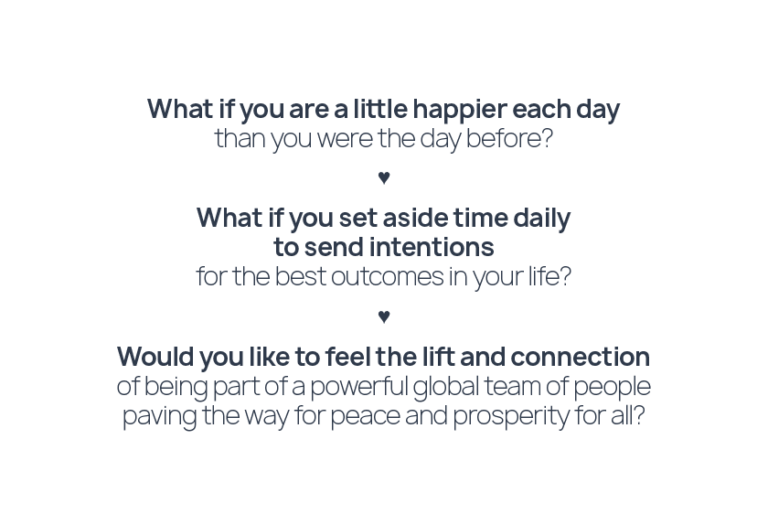 What if you are a little happier each day
than you were the day before?
♥
What if you set aside time daily
to send intentions
for the best outcomes in your life?
♥
Would you like to feel the lift and connection
of being part of a powerful global team of people
paving the way for peace and prosperity for all?